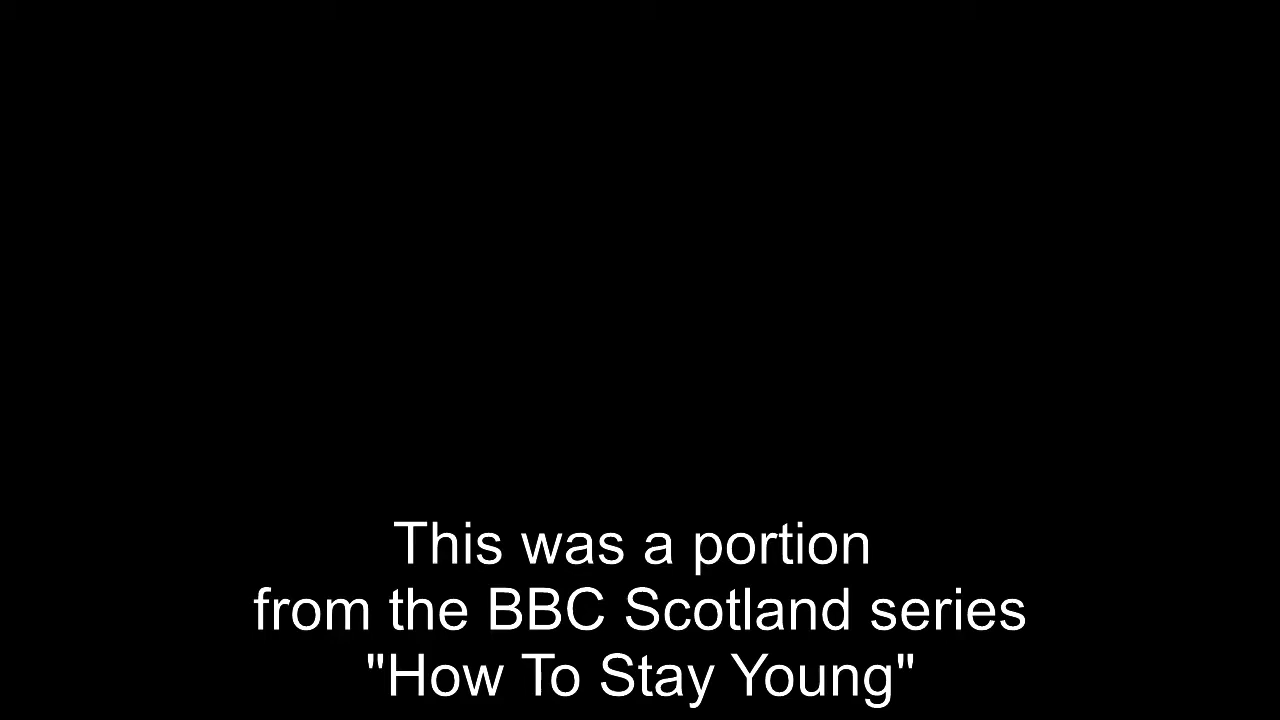 This was a portion
from the BBC Scotland series
"How To Stay Young"